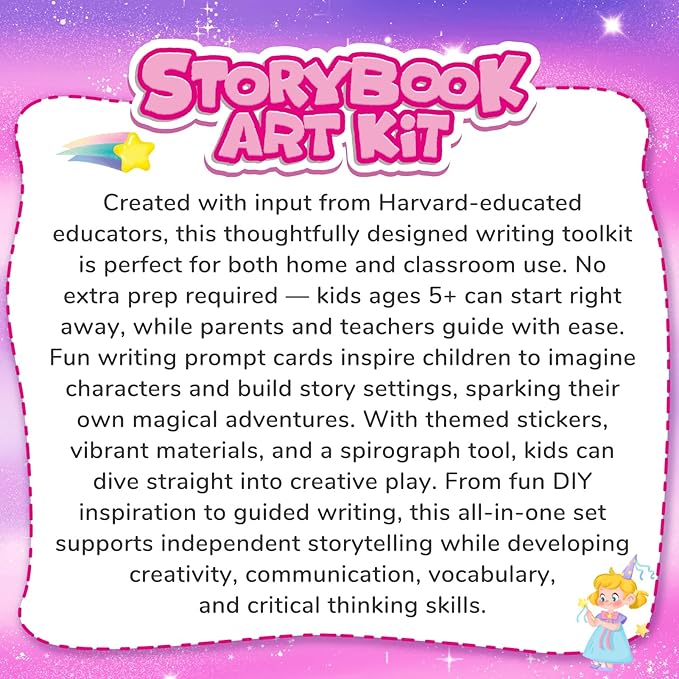 STORYBOOK
ART KIT
Created with input from Harvard-educated
educators, this thoughtfully designed writing toolkit
is perfect for both home and classroom use. No
extra prep required — kids ages 5+ can start right
away, while parents and teachers guide with ease.
Fun writing prompt cards inspire children to imagine
characters and build story settings, sparking their
own magical adventures. With themed stickers,
vibrant materials, and a spirograph tool, kids can
dive straight into creative play. From fun DIY
inspiration to guided writing, this all-in-one set
supports independent storytelling while developing
creativity, communication, vocabulary,
and critical thinking skills.